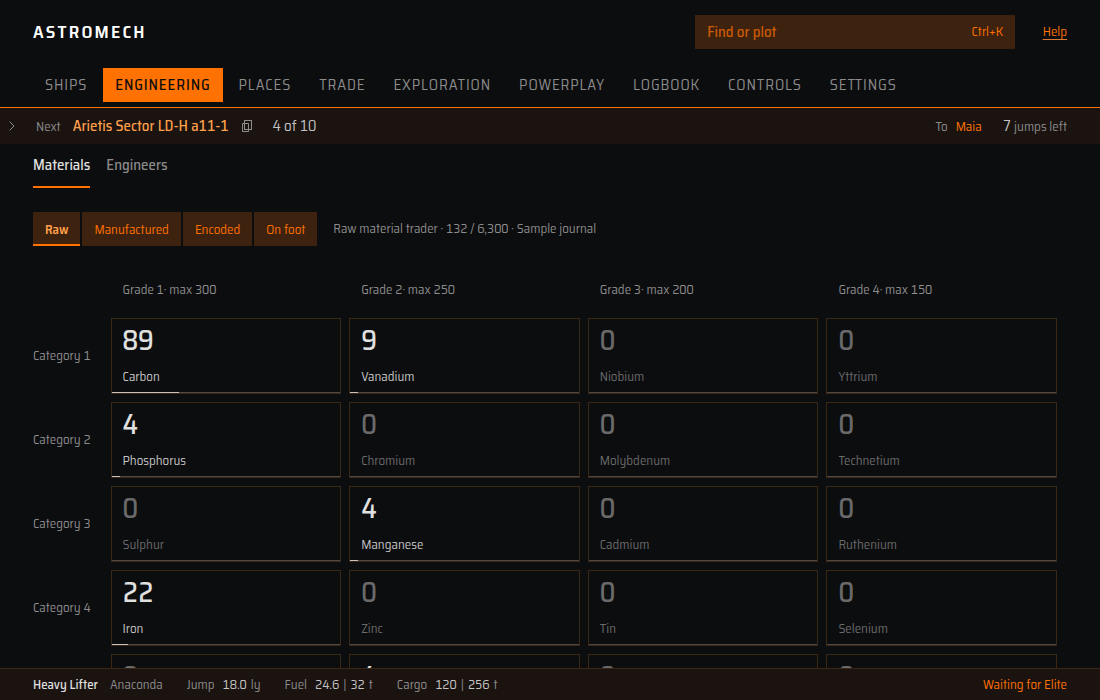 ASTROMECH
Find or plot Ctrl+K Help
SHIPS ENGINEERING PLACES TRADE EXPLORATION POWERPLAY LOGBOOK CONTROLS SETTINGS
Next Arietis Sector LD-H a11-1 4 of 10 To Maia 7 jumps left
Materials Engineers
Raw Manufactured Encoded On foot Raw material trader · 132 / 6,300 · Sample journal
Grade 1 · max 300 Grade 2 · max 250 Grade 3 · max 200 Grade 4 · max 150
Category 1
89 9 0 0
Carbon Vanadium Niobium Yttrium
Category 2
4 0 0 0
Phosphorus Chromium Molybdenum Technetium
Category 3
0 4 0 0
Sulphur Manganese Cadmium Ruthenium
Category 4
22 0 0 0
Iron Zinc Tin Selenium
Heavy Lifter Anaconda Jump 18.0 ly Fuel 24.6 | 32 t Cargo 120 | 256 t Waiting for Elite